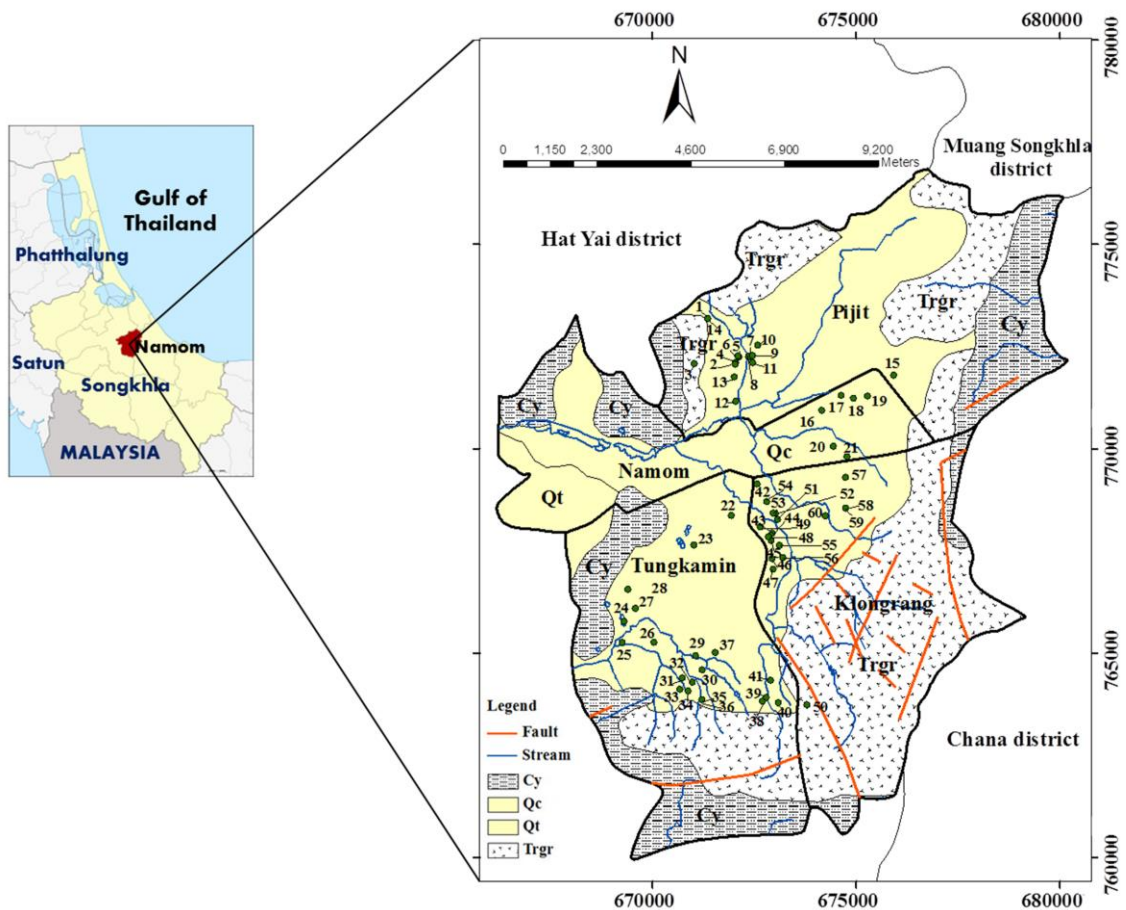 670000 675000 680000
N
0 1,150 2,300 4,600 6,900 9,200
Meters
780000
775000
770000
765000
760000
Muang Songkhla
district
Hat Yai district
Gulf of
Thailand
Phatthalung
Namom
Satun
Songkhla
MALAYSIA
Trgr
Trgr
Pijit
Cy
1
14
Trgr
3
6
5
7
10
4
9
2
11
13
8
12
15
17
18
19
16
Cy
Cy
Qc
20
21
Namom
Qt
54
51
57
42
53
52
58
22
60
43
44
49
59
48
23
55
45
56
46
47
Tungkamin
Cy
28
27
24
26
25
Klongrang
Trgr
29
37
32
30
31
41
33
34
35
36
39
38
40
50
Chana district
Cy
Legend
Fault
Stream
Cy
Qc
Qt
Trgr
670000 675000 680000